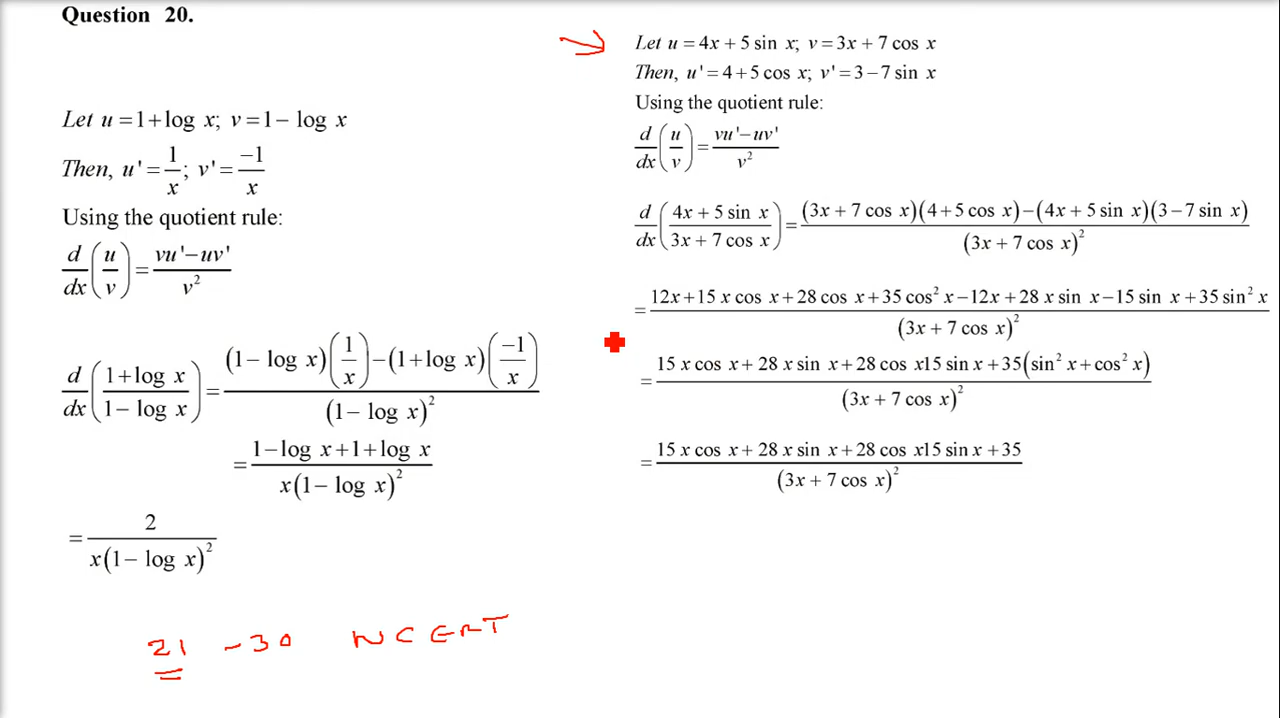 Question 20.
Let u = 1 + log x; v = 1 − log x
Then, u' = 1/x; v' = −1/x
Using the quotient rule:
d/dx (u/v) = (vu' − uv')/v²
d/dx ((1 + log x)/(1 − log x)) = ((1 − log x)(1/x) − (1 + log x)(−1/x))/(1 − log x)²
= (1 − log x + 1 + log x)/(x(1 − log x)²)
= 2/(x(1 − log x)²)
21 - 30 NCERT
Let u = 4x + 5 sin x; v = 3x + 7 cos x
Then, u' = 4 + 5 cos x; v' = 3 − 7 sin x
Using the quotient rule:
d/dx (u/v) = (vu' − uv')/v²
d/dx ((4x + 5 sin x)/(3x + 7 cos x)) = ((3x + 7 cos x)(4 + 5 cos x) − (4x + 5 sin x)(3 − 7 sin x))/(3x + 7 cos x)²
= (12x + 15 x cos x + 28 cos x + 35 cos² x − 12x + 28 x sin x − 15 sin x + 35 sin² x)/(3x + 7 cos x)²
= (15 x cos x + 28 x sin x + 28 cos x15 sin x + 35(sin² x + cos² x))/(3x + 7 cos x)²
= (15 x cos x + 28 x sin x + 28 cos x15 sin x + 35)/(3x + 7 cos x)²